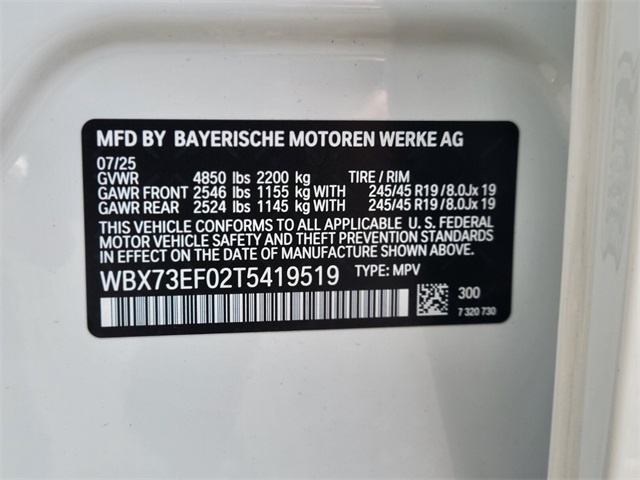 MFD BY BAYERISCHE MOTOREN WERKE AG
07/25
GVWR 4850 lbs 2200 kg TIRE / RIM
GAWR FRONT 2546 lbs 1155 kg WITH 245/45 R19 / 8.0Jx 19
GAWR REAR 2524 lbs 1145 kg WITH 245/45 R19 / 8.0Jx 19
THIS VEHICLE CONFORMS TO ALL APPLICABLE U. S. FEDERAL
MOTOR VEHICLE SAFETY AND THEFT PREVENTION STANDARDS
IN EFFECT ON THE DATE OF MANUFACTURE SHOWN ABOVE.
WBX73EF02T5419519 TYPE: MPV
300
7 320 730